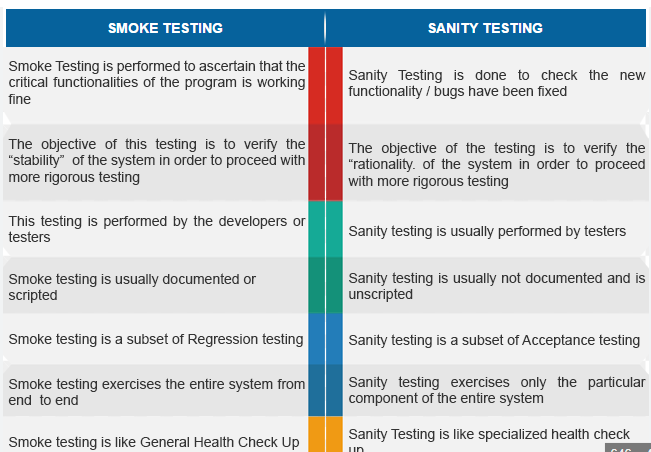 SMOKE TESTING
SANITY TESTING
Smoke Testing is performed to ascertain that the
critical functionalities of the program is working
fine
Sanity Testing is done to check the new
functionality / bugs have been fixed
The objective of this testing is to verify the
“stability” of the system in order to proceed with
more rigorous testing
The objective of the testing is to verify the
“rationality. of the system in order to proceed
with more rigorous testing
This testing is performed by the developers or
testers
Sanity testing is usually performed by testers
Smoke testing is usually documented or
scripted
Sanity testing is usually not documented and is
unscripted
Smoke testing is a subset of Regression testing
Sanity testing is a subset of Acceptance testing
Smoke testing exercises the entire system from
end to end
Sanity testing exercises only the particular
component of the entire system
Smoke testing is like General Health Check Up
Sanity Testing is like specialized health check
up